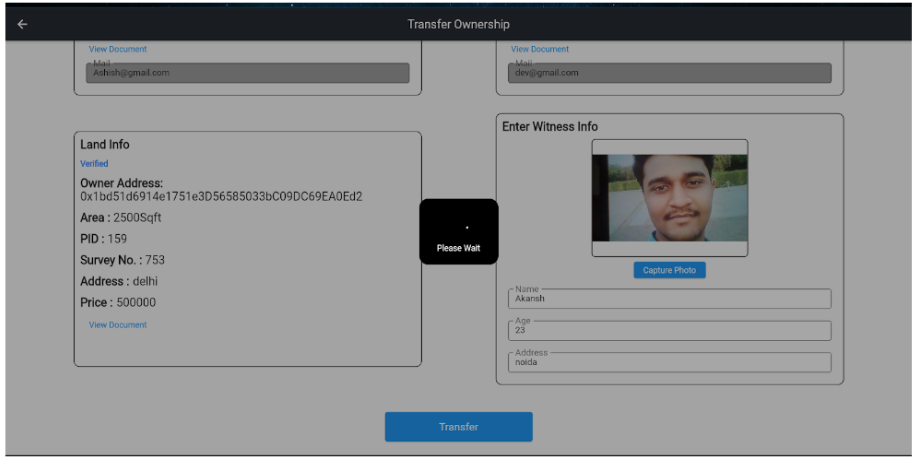 Transfer Ownership
View Document
Mail
Ashish@gmail.com
View Document
Mail
dev@gmail.com
Land Info
Verified
Owner Address:
0x1bd51d6914e1751e3D56585033bC09DC69EA0Ed2
Area : 2500Sqft
PID : 159
Survey No. : 753
Address : delhi
Price : 500000
View Document
Please Wait
Enter Witness Info
Capture Photo
Name
Akansh
Age
23
Address
noida
Transfer